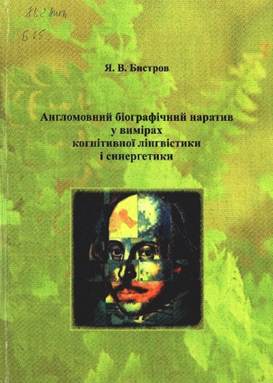 Я. В. Бистров
Англомовний біографічний наратив
у вимірах
когнітивної лінгвістики
і синергетики